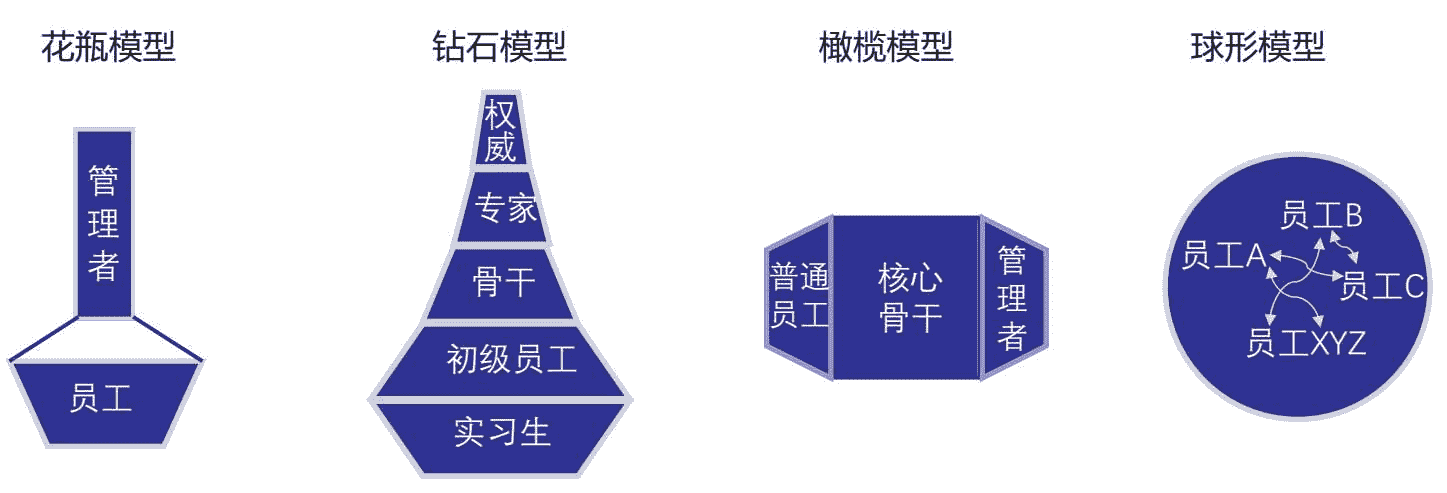 花瓶模型
钻石模型
橄榄模型
球形模型
管
理
者
员工
权
威
专家
骨干
初级员工
实习生
普通
员工
核心
骨干
管
理
者
员工B
员工A
员工C
员工XYZ